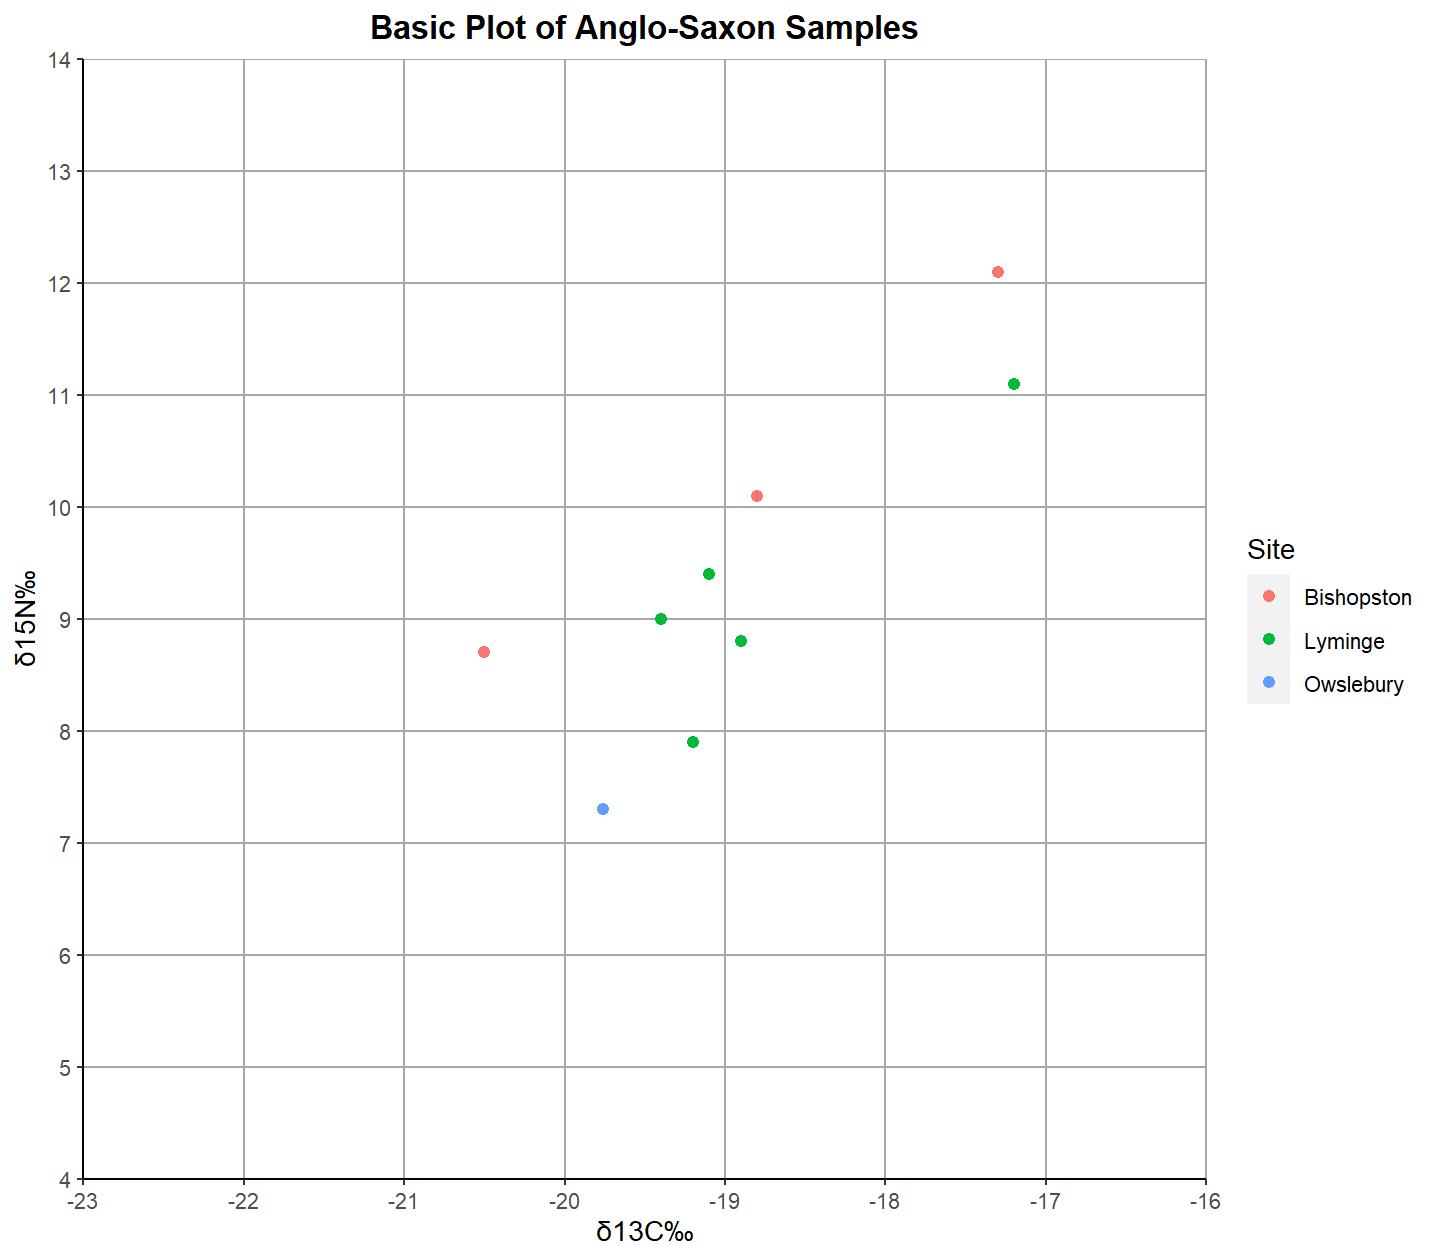 Basic Plot of Anglo-Saxon Samples
14
13
12
11
10
9
8
7
6
5
4
δ15N‰
-23 -22 -21 -20 -19 -18 -17 -16
δ13C‰
Site
Bishopston
Lyminge
Owslebury